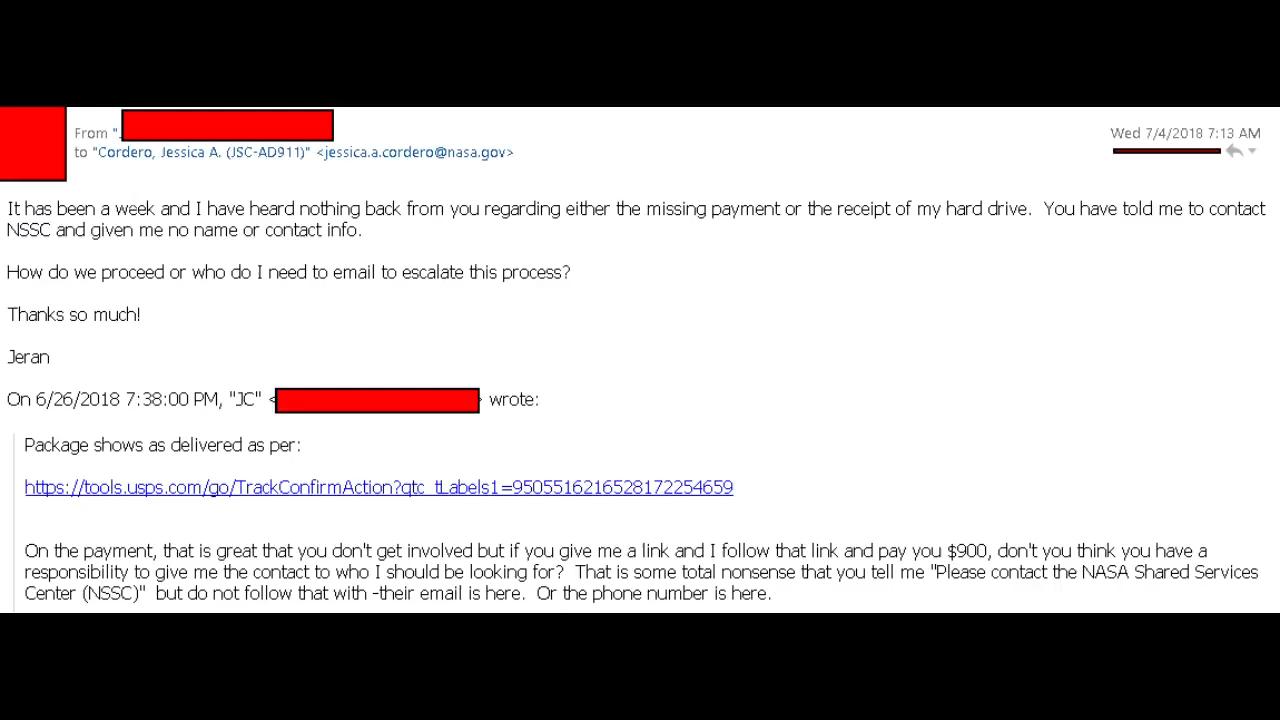 From ".
to "Cordero, Jessica A. (JSC-AD911)" <jessica.a.cordero@nasa.gov>
Wed 7/4/2018 7:13 AM
It has been a week and I have heard nothing back from you regarding either the missing payment or the receipt of my hard drive.  You have told me to contact
NSSC and given me no name or contact info.
How do we proceed or who do I need to email to escalate this process?
Thanks so much!
Jeran
On 6/26/2018 7:38:00 PM, "JC" < > wrote:
Package shows as delivered as per:
https://tools.usps.com/go/TrackConfirmAction?qtc_tLabels1=9505516216528172254659
On the payment, that is great that you don't get involved but if you give me a link and I follow that link and pay you $900, don't you think you have a
responsibility to give me the contact to who I should be looking for?  That is some total nonsense that you tell me "Please contact the NASA Shared Services
Center (NSSC)"  but do not follow that with -their email is here.  Or the phone number is here.